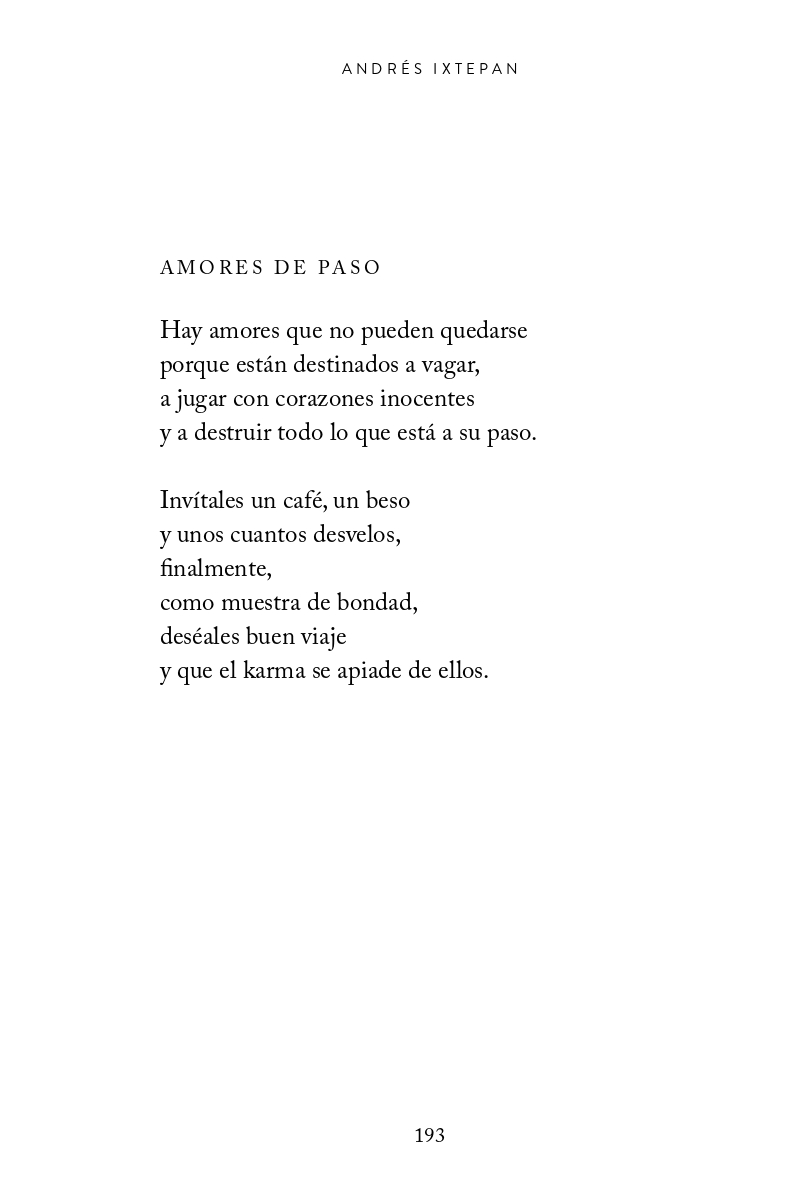 ANDRÉS IXTEPAN
AMORES DE PASO
Hay amores que no pueden quedarse
porque están destinados a vagar,
a jugar con corazones inocentes
y a destruir todo lo que está a su paso.
Invítales un café, un beso
y unos cuantos desvelos,
finalmente,
como muestra de bondad,
deséales buen viaje
y que el karma se apiade de ellos.
193